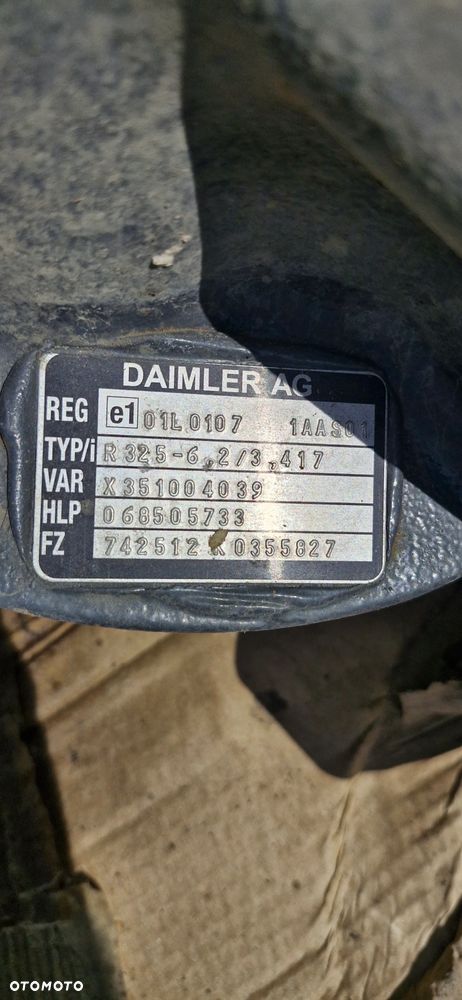 DAIMLER AG
REG e1 01L0107 1AAS01
TYP/i R325-6,2/3,417
VAR X351004039
HLP 068505733
FZ 742512 K 0355827
OTOMOTO